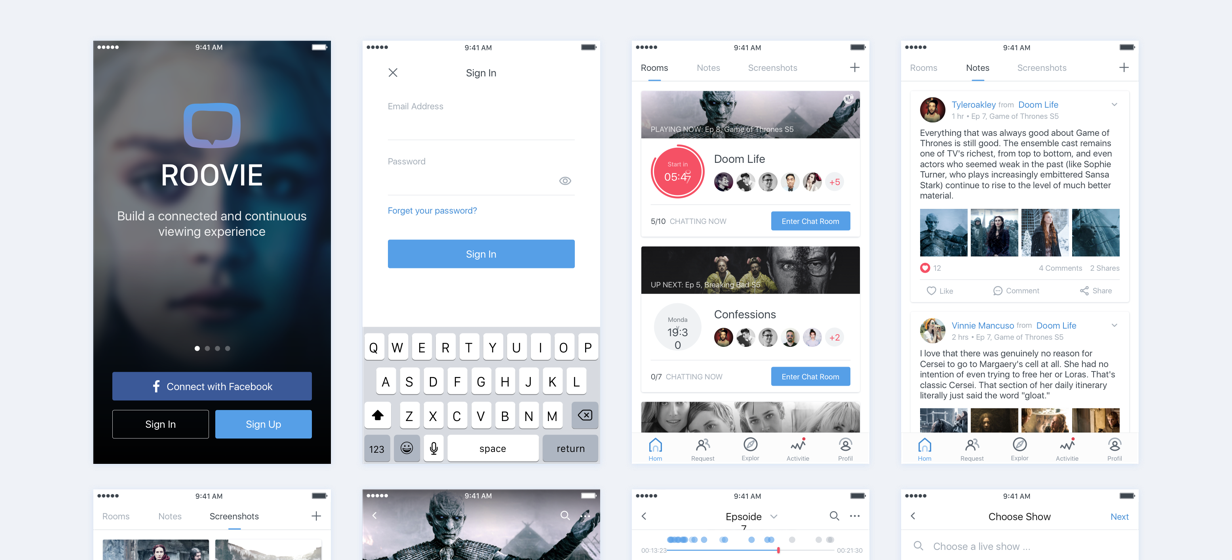 9:41 AM
ROOVIE
Build a connected and continuous
viewing experience
Connect with Facebook
Sign In
Sign Up
9:41 AM
Sign In
Email Address
Password
Forget your password?
Sign In
Q W E R T Y U I O P
A S D F G H J K L
Z X C V B N M
123 space return
9:41 AM
Rooms Notes Screenshots
PLAYING NOW: Ep 8, Game of Thrones S5
Start in
05:47
Doom Life
+5
5/10 CHATTING NOW
Enter Chat Room
UP NEXT: Ep 5, Breaking Bad S5
Monda
19:3
0
Confessions
+2
0/7 CHATTING NOW
Enter Chat Room
Hom Request Explor Activitie Profil
9:41 AM
Rooms Notes Screenshots
Tyleroakley from Doom Life
1 hr • Ep 7, Game of Thrones S5
Everything that was always good about Game of
Thrones is still good. The ensemble cast remains
one of TV's richest, from top to bottom, and even
actors who seemed weak in the past (like Sophie
Turner, who plays increasingly embittered Sansa
Stark) continue to rise to the level of much better
material.
12
4 Comments 2 Shares
Like Comment Share
Vinnie Mancuso from Doom Life
2 hrs • Ep 7, Game of Thrones S5
I love that there was genuinely no reason for
Cersei to go to Margaery's cell at all. She had no
intention of even trying to free her or Loras. That's
classic Cersei. That section of her daily itinerary
literally just said the word "gloat."
Hom Request Explor Activitie Profil
9:41 AM
Rooms Notes Screenshots
9:41 AM
9:41 AM
Epsoide
7
00:13:23
00:21:30
9:41 AM
Choose Show
Next
Choose a live show ...